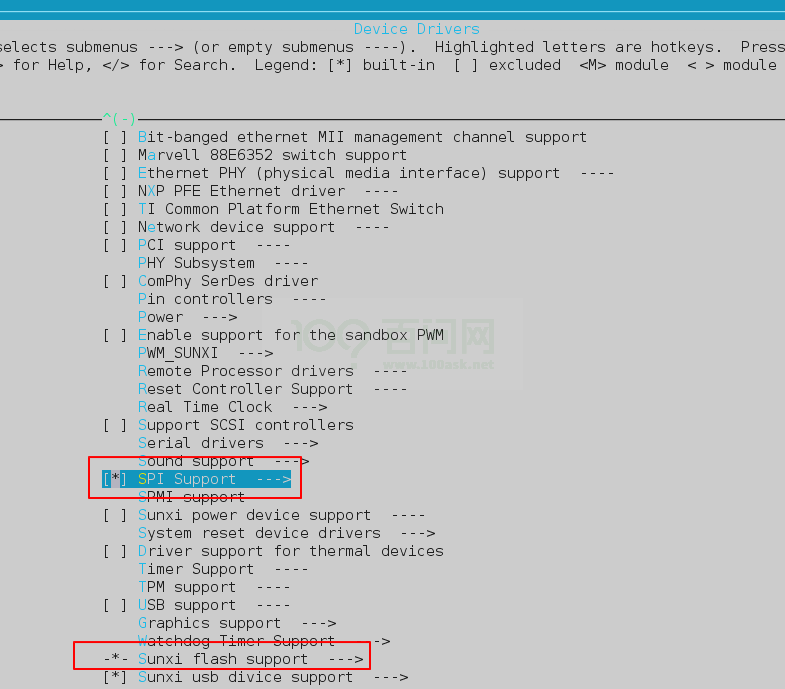 Device Drivers
selects submenus ---> (or empty submenus ----).  Highlighted letters are hotkeys.  Press
> for Help, </> for Search.  Legend: [*] built-in  [ ] excluded  <M> module  < > module
^(-)
[ ] Bit-banged ethernet MII management channel support
[ ] Marvell 88E6352 switch support
[ ] Ethernet PHY (physical media interface) support  ----
[ ] NXP PFE Ethernet driver  ----
[ ] TI Common Platform Ethernet Switch
[ ] Network device support  ----
[ ] PCI support  ----
PHY Subsystem  ----
[ ] ComPhy SerDes driver
Pin controllers  ----
Power  --->
[ ] Enable support for the sandbox PWM
PWM_SUNXI  --->
Remote Processor drivers  ----
Reset Controller Support  ----
Real Time Clock  --->
[ ] Support SCSI controllers
Serial drivers  --->
Sound support  --->
[*] SPI Support  --->
SPMI support
[ ] Sunxi power device support  ----
System reset device drivers  --->
[ ] Driver support for thermal devices
Timer Support  ----
TPM support  ----
[ ] USB support  ----
Graphics support  --->
Watchdog Timer Support  --->
-*- Sunxi flash support  --->
[*] Sunxi usb divice support  --->
100ask 百问网
www.100ask.net